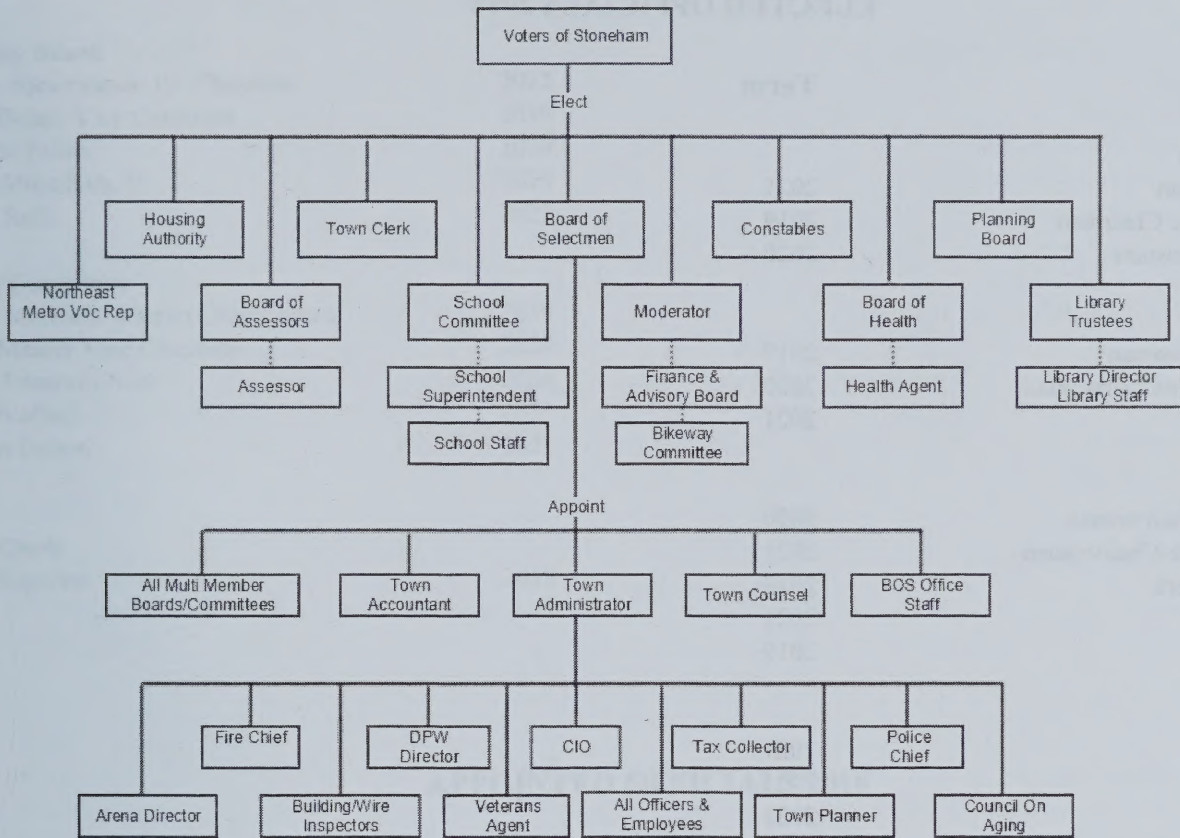 Voters of Stoneham
Elect
Housing
Authority
Town Clerk
Board of
Selectmen
Constables
Planning
Board
Northeast
Metro Voc Rep
Board of
Assessors
School
Committee
Moderator
Board of
Health
Library
Trustees
Assessor
School
Superintendent
Finance &
Advisory Board
Health Agent
Library Director
Library Staff
School Staff
Bikeway
Committee
Appoint
All Multi Member
Boards/Committees
Town
Accountant
Town
Administrator
Town Counsel
BOS Office
Staff
Fire Chief
DPW
Director
CIO
Tax Collector
Police
Chief
Arena Director
Building/Wire
Inspectors
Veterans
Agent
All Officers &
Employees
Town Planner
Council On
Aging